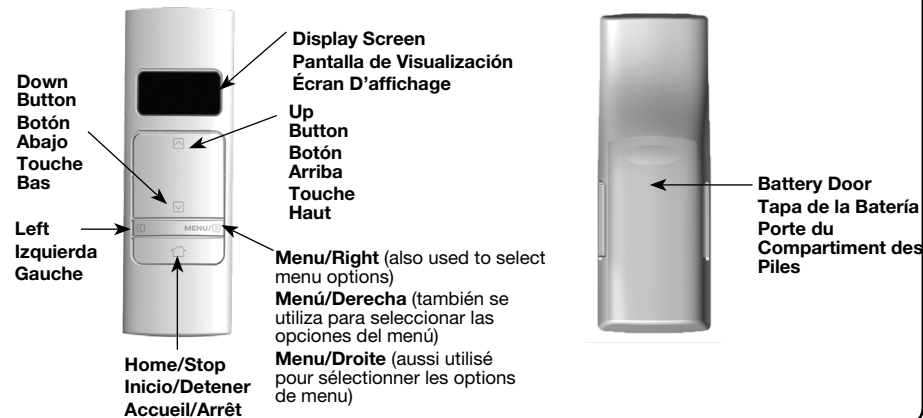 Display Screen
Pantalla de Visualización
Écran D'affichage
Down
Button
Botón
Abajo
Touche
Bas
Up
Button
Botón
Arriba
Touche
Haut
Left
Izquierda
Gauche
MENU/
Menu/Right (also used to select
menu options)
Menú/Derecha (también se
utiliza para seleccionar las
opciones del menú)
Menu/Droite (aussi utilisé
pour sélectionner les options
de menu)
Home/Stop
Inicio/Detener
Accueil/Arrêt
Battery Door
Tapa de la Batería
Porte du
Compartiment des
Piles